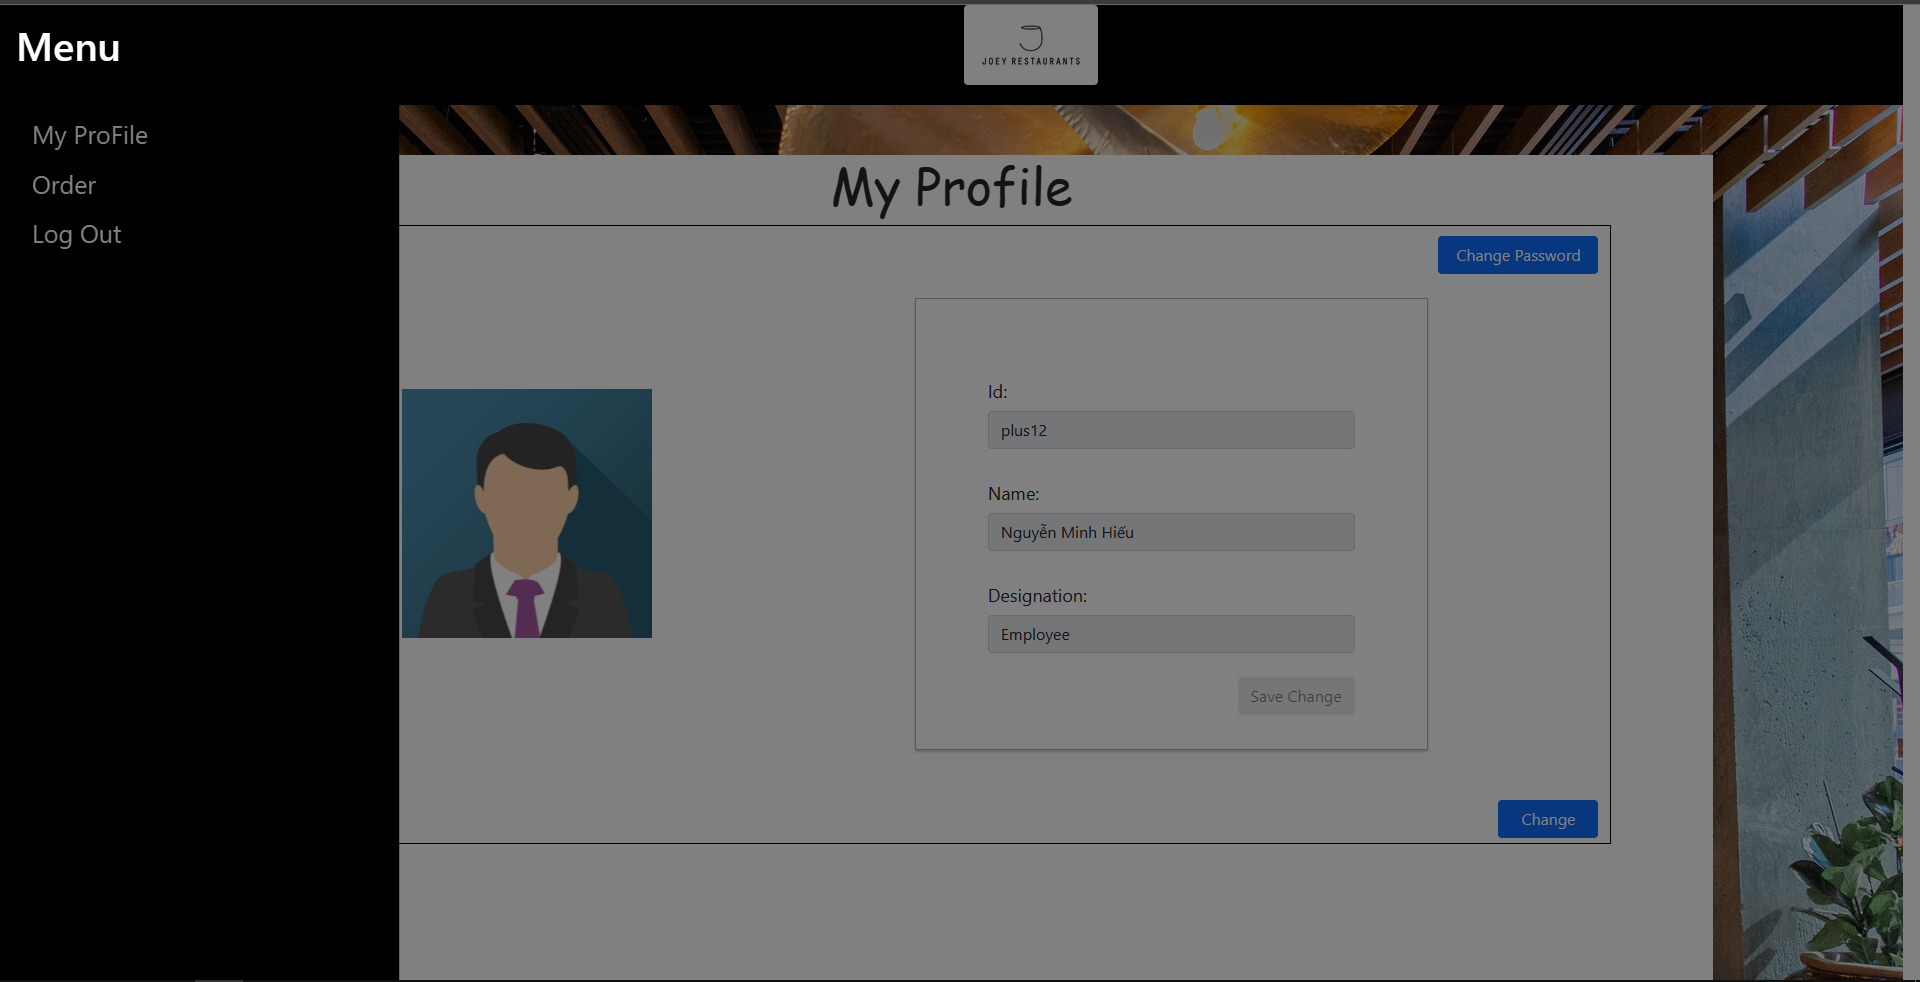 Menu
JOEY RESTAURANTS
My ProFile
Order
Log Out
My Profile
Change Password
Id:
plus12
Name:
Nguyễn Minh Hiếu
Designation:
Employee
Save Change
Change